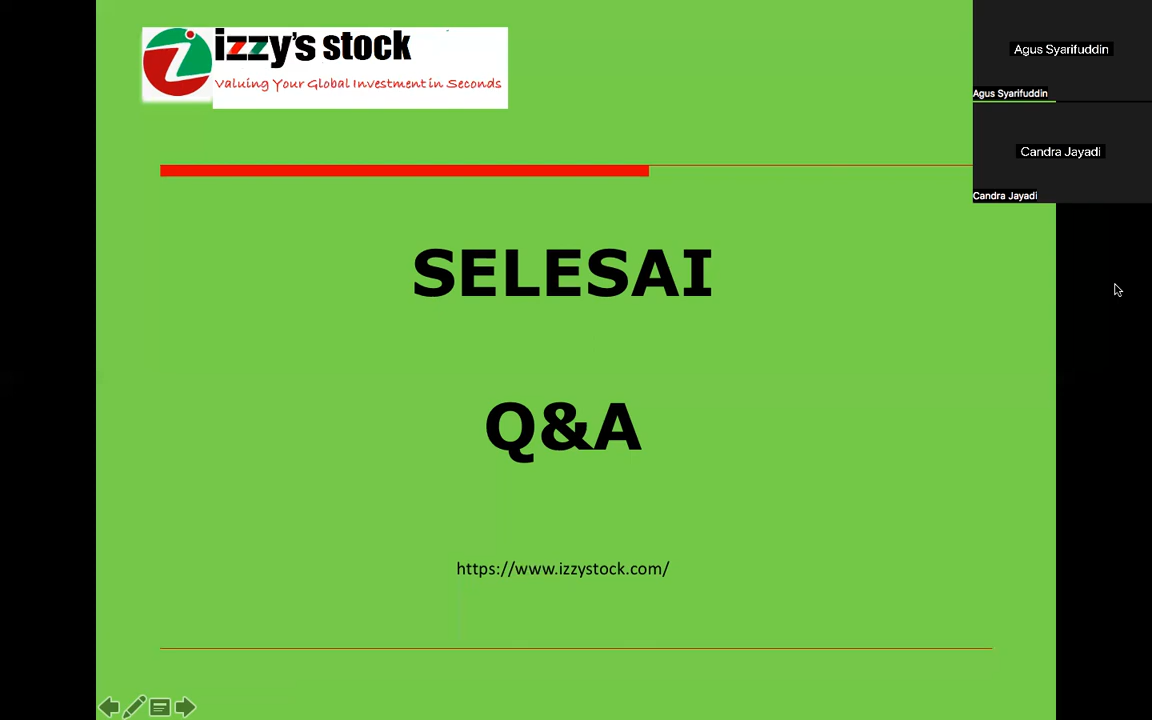 izzy's stock
Valuing Your Global Investment in Seconds
Agus Syarifuddin
Agus Syarifuddin
Candra Jayadi
Candra Jayadi
SELESAI
Q&A
https://www.izzystock.com/